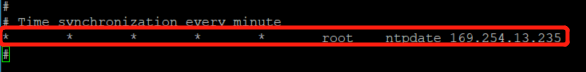 #
# Time synchronization every minute
* * * * * root ntpdate 169.254.13.235
#